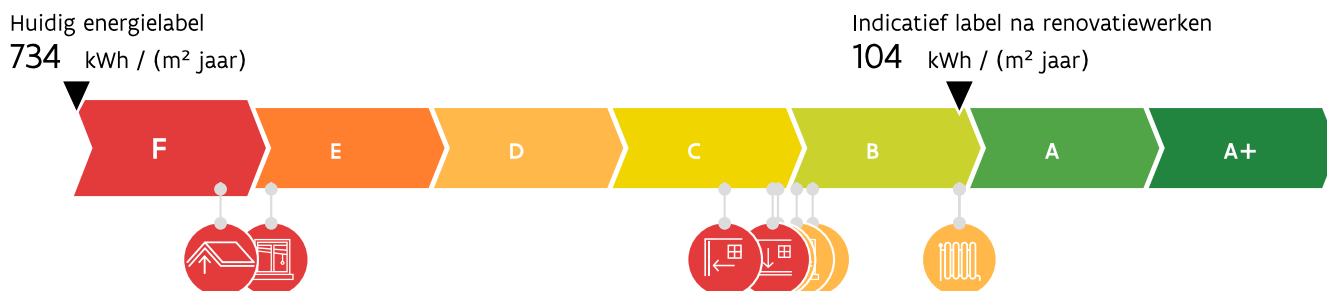 Huidig energielabel
734 kWh / (m² jaar)
Indicatief label na renovatiewerken
104 kWh / (m² jaar)
F E D C B A A+